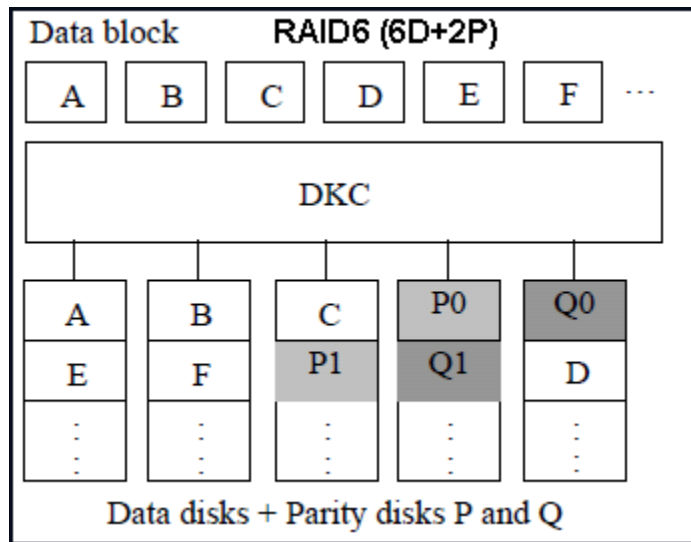 Data block RAID6 (6D+2P)
A B C D E F ...
DKC
A B C P0 Q0
E F P1 Q1 D
Data disks + Parity disks P and Q